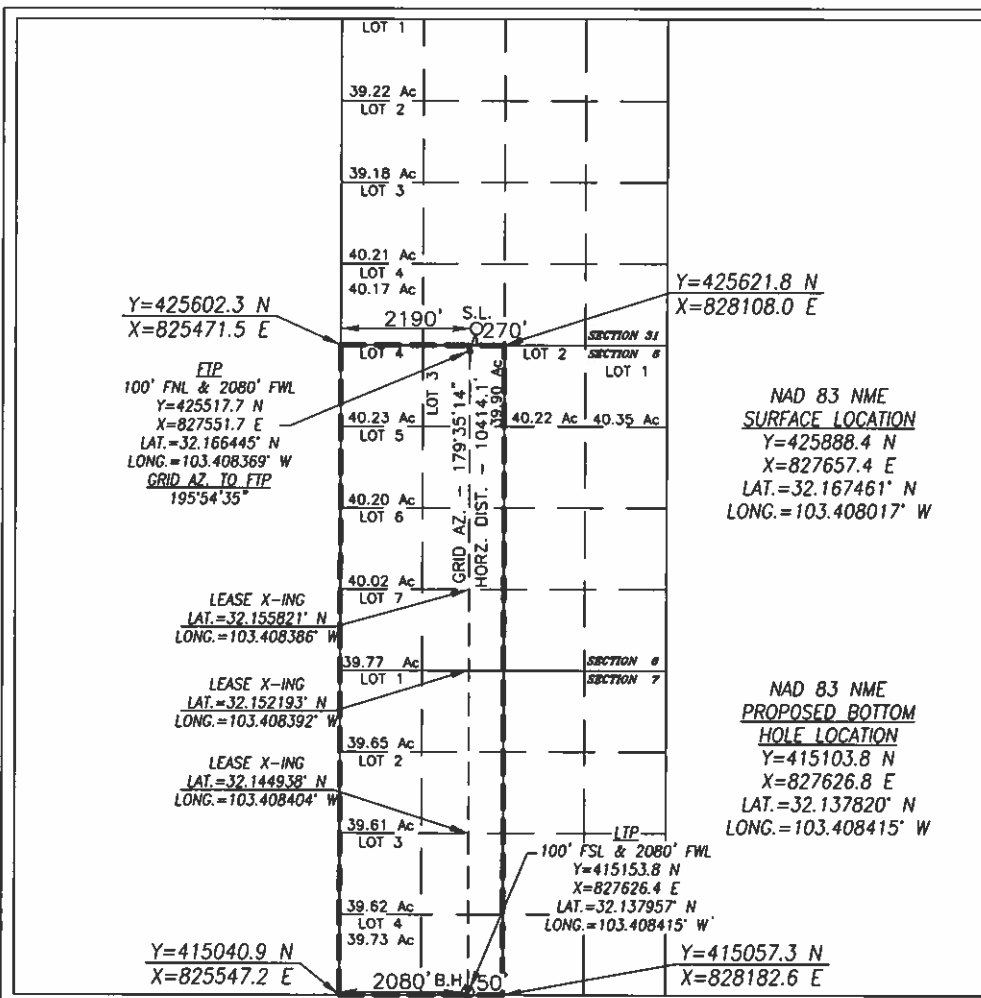 LOT 1
39.22 Ac
LOT 2
39.18 Ac
LOT 3
40.21 Ac
LOT 4
40.17 Ac
Y=425602.3 N
X=825471.5 E
2190'
S.L.
270'
Y=425621.8 N
X=828108.0 E
SECTION 31
SECTION 6
LOT 4
LOT 3
LOT 2
LOT 1
39.90 Ac
40.22 Ac
40.35 Ac
FTP
100' FNL & 2080' FWL
Y=425517.7 N
X=827551.7 E
LAT.=32.166445° N
LONG.=103.408369° W
GRID AZ. TO FTP
195°54'35"
40.23 Ac
LOT 5
40.20 Ac
LOT 6
40.02 Ac
LOT 7
GRID AZ. - 179°35'14"
HORZ. DIST. - 10414.1'
NAD 83 NME
SURFACE LOCATION
Y=425888.4 N
X=827657.4 E
LAT.=32.167461° N
LONG.=103.408017° W
LEASE X-ING
LAT.=32.155821° N
LONG.=103.408386° W
39.77 Ac
LOT 1
SECTION 6
SECTION 7
LEASE X-ING
LAT.=32.152193° N
LONG.=103.408392° W
39.65 Ac
LOT 2
LEASE X-ING
LAT.=32.144938° N
LONG.=103.408404° W
39.61 Ac
LOT 3
NAD 83 NME
PROPOSED BOTTOM
HOLE LOCATION
Y=415103.8 N
X=827626.8 E
LAT.=32.137820° N
LONG.=103.408415° W
LTP
100' FSL & 2080' FWL
Y=415153.8 N
X=827626.4 E
LAT.=32.137957° N
LONG.=103.408415° W
39.62 Ac
LOT 4
39.73 Ac
Y=415040.9 N
X=825547.2 E
2080'
B.H.
50'
Y=415057.3 N
X=828182.6 E